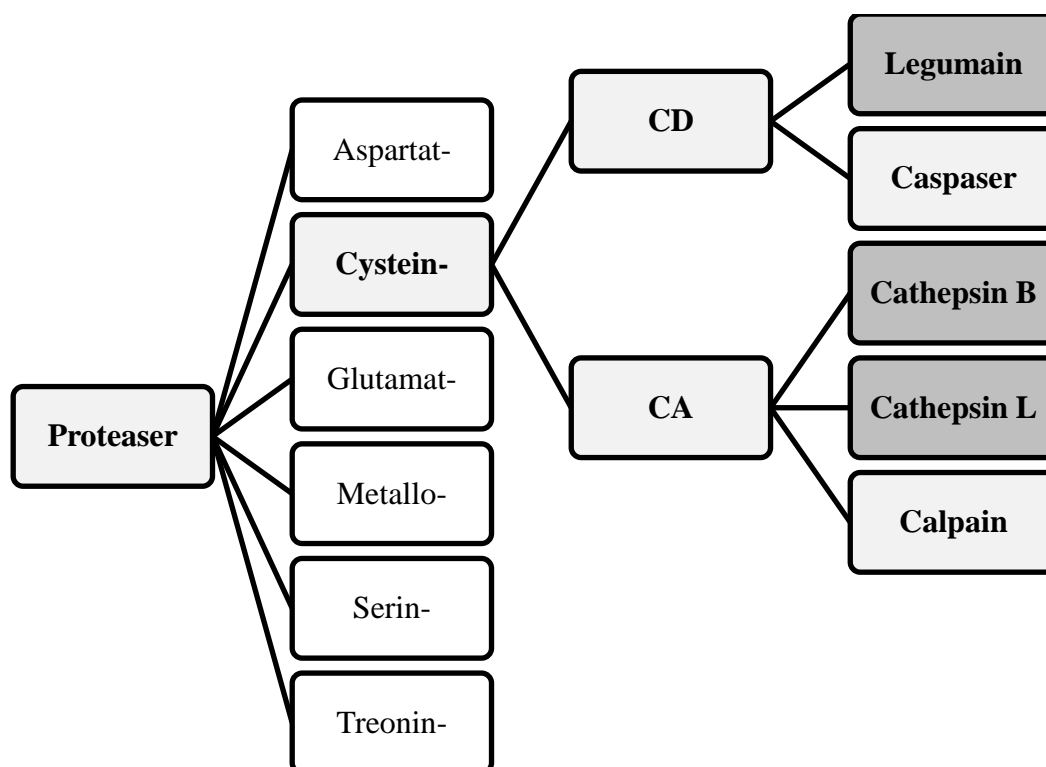 Proteaser
Aspartat-
Cystein-
Glutamat-
Metallo-
Serin-
Treonin-
CD
CA
Legumain
Caspaser
Cathepsin B
Cathepsin L
Calpain